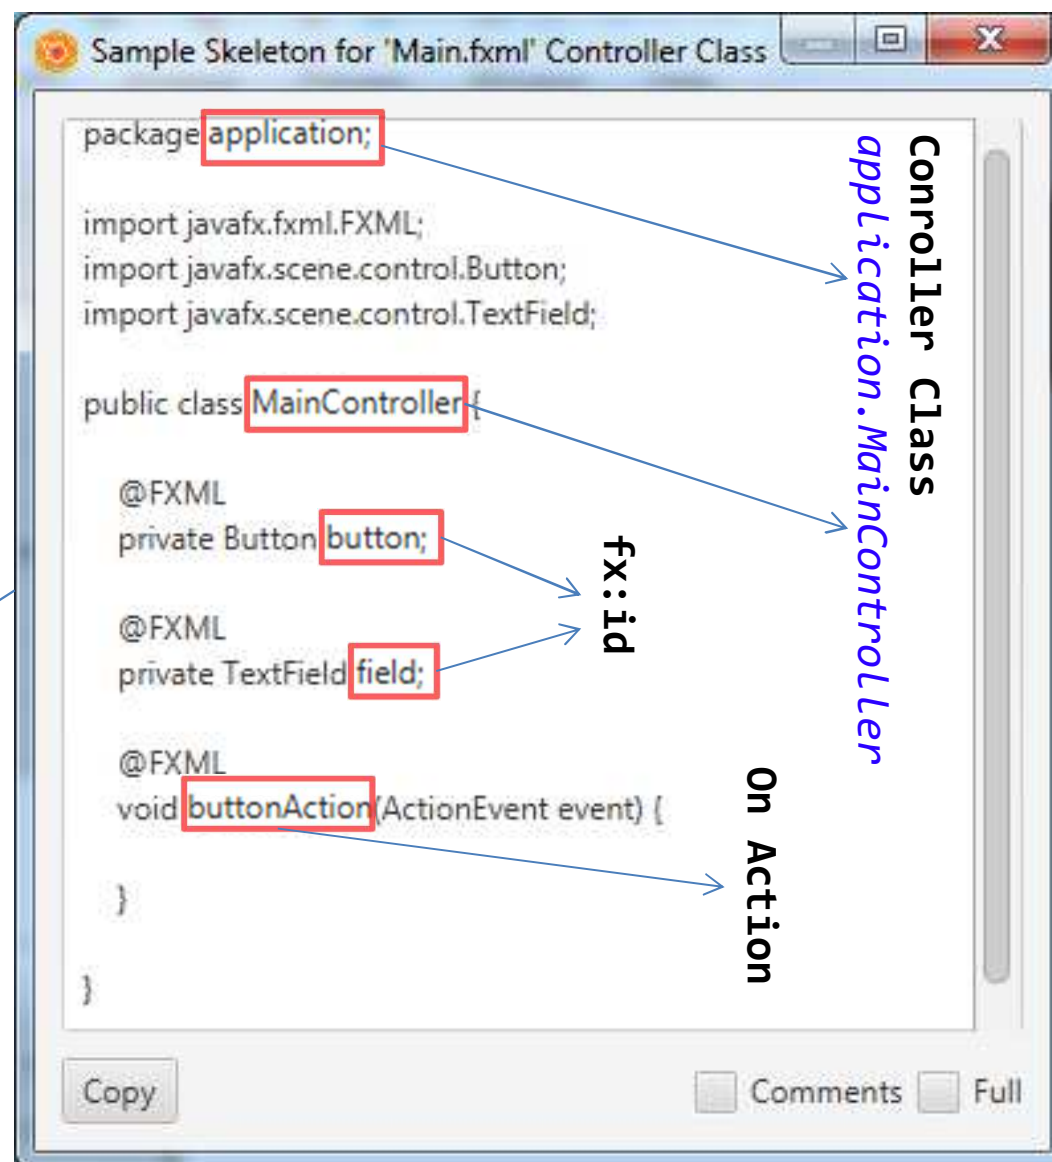 Sample Skeleton for 'Main.fxml' Controller Class
package application;
import javafx.fxml.FXML;
import javafx.scene.control.Button;
import javafx.scene.control.TextField;
public class MainController {
@FXML
private Button button;
@FXML
private TextField field;
@FXML
void buttonAction(ActionEvent event) {
}
}
Conroller Class
application.MainController
fx:id
On Action
Copy
Comments
Full